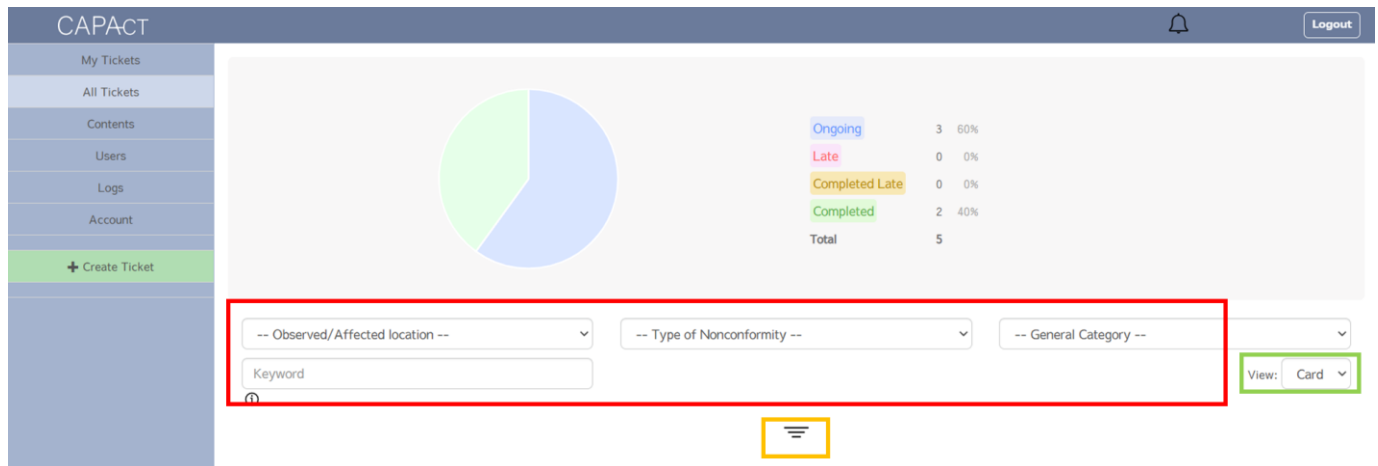 CAPAcT
Logout
My Tickets
All Tickets
Contents
Users
Logs
Account
+ Create Ticket
Ongoing 3 60%
Late 0 0%
Completed Late 0 0%
Completed 2 40%
Total 5
-- Observed/Affected location -- -- Type of Nonconformity -- -- General Category --
Keyword
View: Card